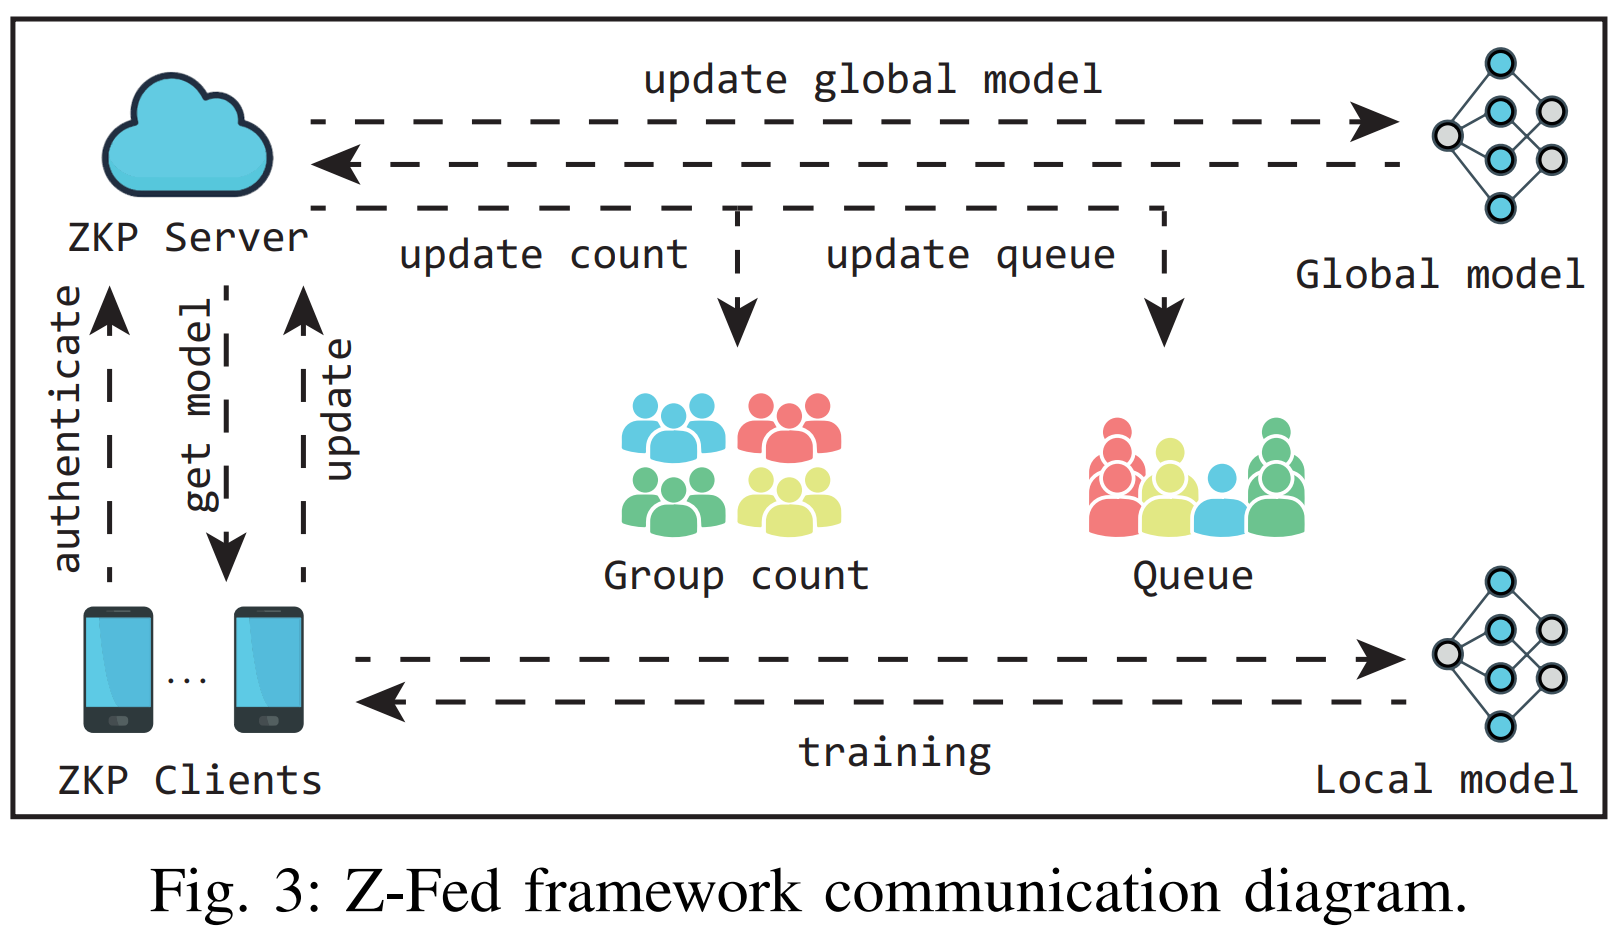 update global model
ZKP Server
update count
update queue
Global model
authenticate
get model
update
Group count
Queue
...
training
ZKP Clients
Local model
Fig. 3: Z-Fed framework communication diagram.